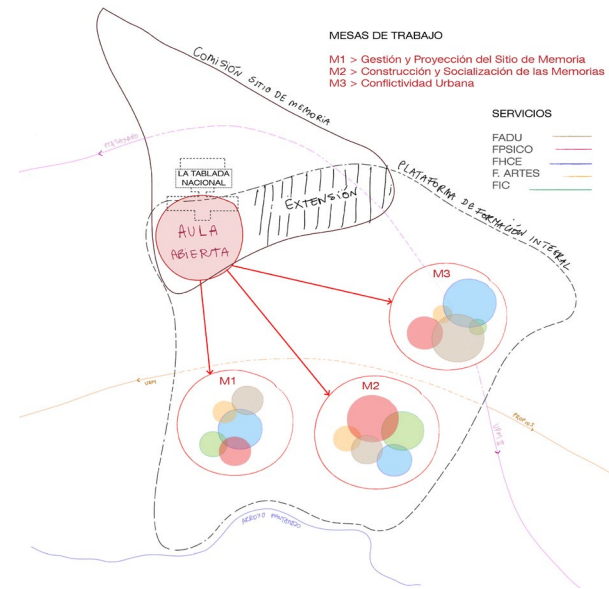 MESAS DE TRABAJO
M1 > Gestión y Proyección del Sitio de Memoria
M2 > Construcción y Socialización de las Memorias
M3 > Conflictividad Urbana
SERVICIOS
FADU
FPSICO
FHCE
F. ARTES
FIC
COMISIÓN SITIO DE MEMORIA
LA TABLADA
NACIONAL
EXTENSIÓN
PLATAFORMA DE FORMACIÓN INTEGRAL
AULA
ABIERTA
M3
M1
M2
ARROYO PANTANOSO